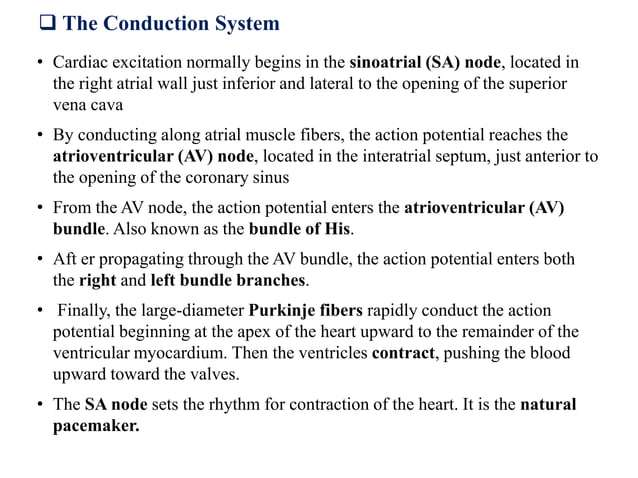 ❑ The Conduction System
• Cardiac excitation normally begins in the sinoatrial (SA) node, located in
the right atrial wall just inferior and lateral to the opening of the superior
vena cava
• By conducting along atrial muscle fibers, the action potential reaches the
atrioventricular (AV) node, located in the interatrial septum, just anterior to
the opening of the coronary sinus
• From the AV node, the action potential enters the atrioventricular (AV)
bundle. Also known as the bundle of His.
• Aft er propagating through the AV bundle, the action potential enters both
the right and left bundle branches.
• Finally, the large-diameter Purkinje fibers rapidly conduct the action
potential beginning at the apex of the heart upward to the remainder of the
ventricular myocardium. Then the ventricles contract, pushing the blood
upward toward the valves.
• The SA node sets the rhythm for contraction of the heart. It is the natural
pacemaker.